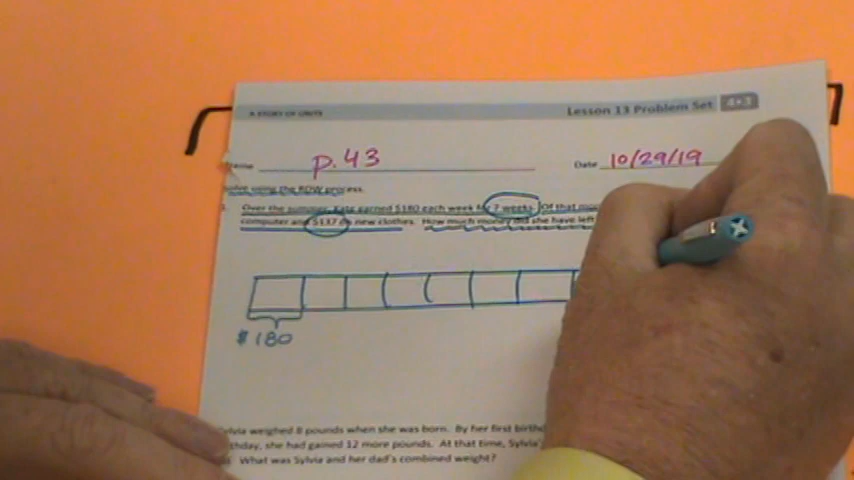 A STORY OF UNITS
Lesson 13 Problem Set 4•3
Name p. 43 Date 10/29/19
Solve using the RDW process.
Over the summer, Kate earned $180 each week for 7 weeks. Of that
computer and $137 on new clothes. How much money did she have left
$180
Sylvia weighed 8 pounds when she was born. By her first
she had gained 12 more pounds. At that time,
What was Sylvia and her dad's combined weight?